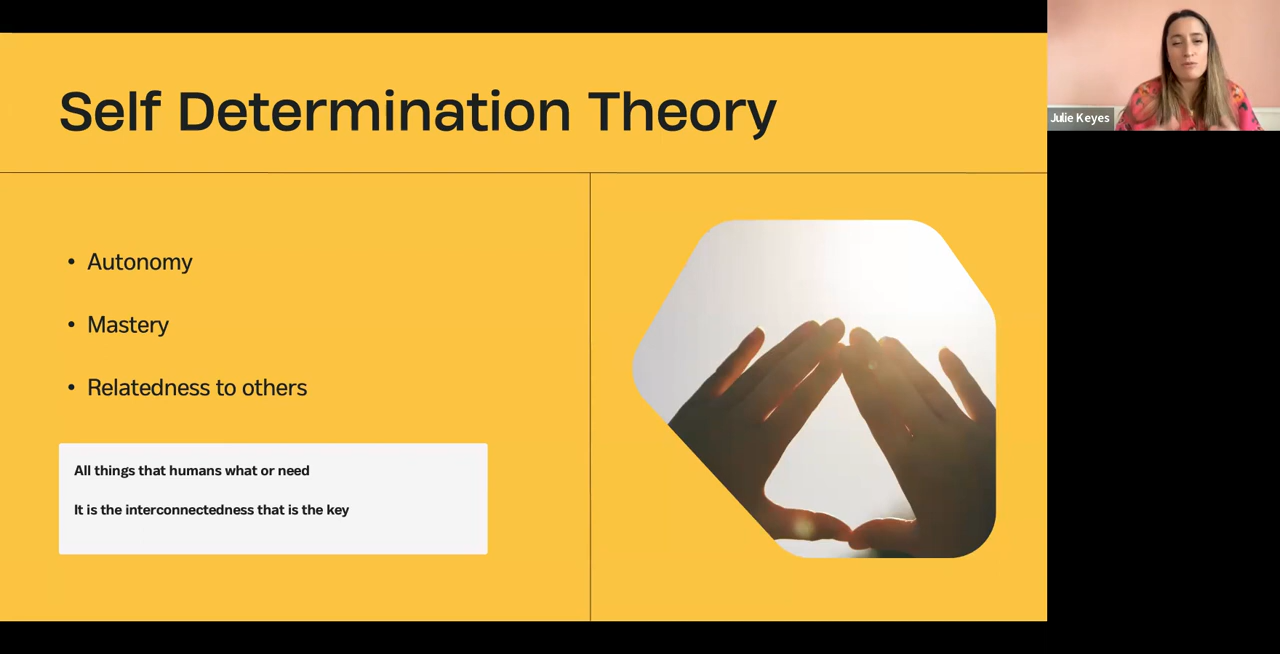 Self Determination Theory
• Autonomy
• Mastery
• Relatedness to others
All things that humans what or need
It is the interconnectedness that is the key
Julie Keyes